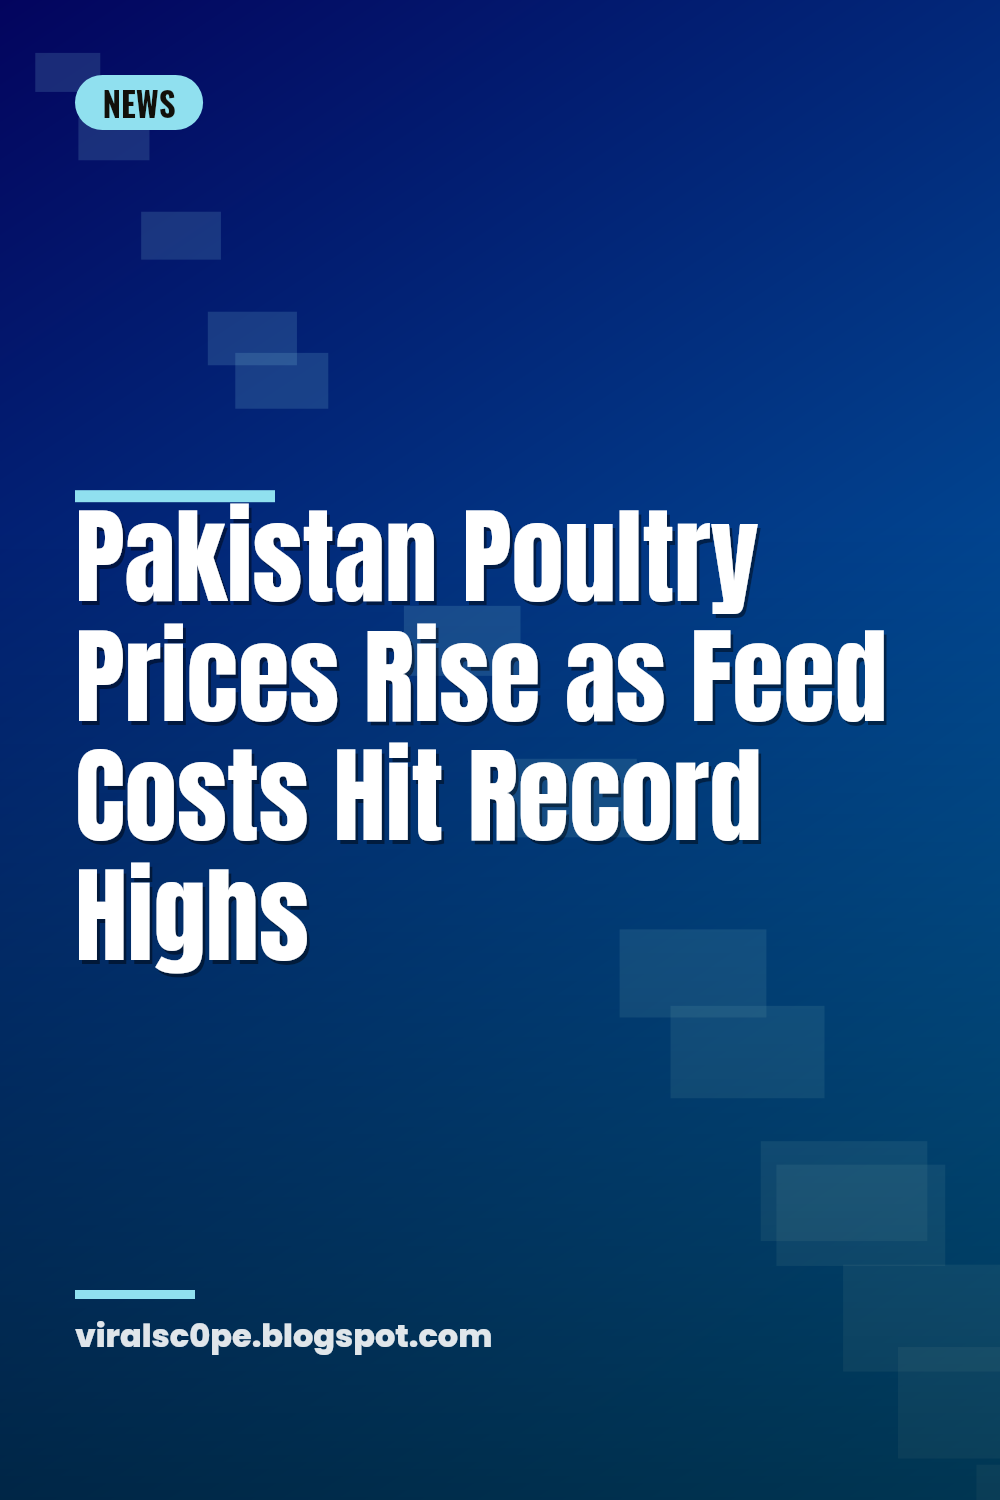 NEWS
Pakistan Poultry
Prices Rise as Feed
Costs Hit Record
Highs
viralsc0pe.blogspot.com